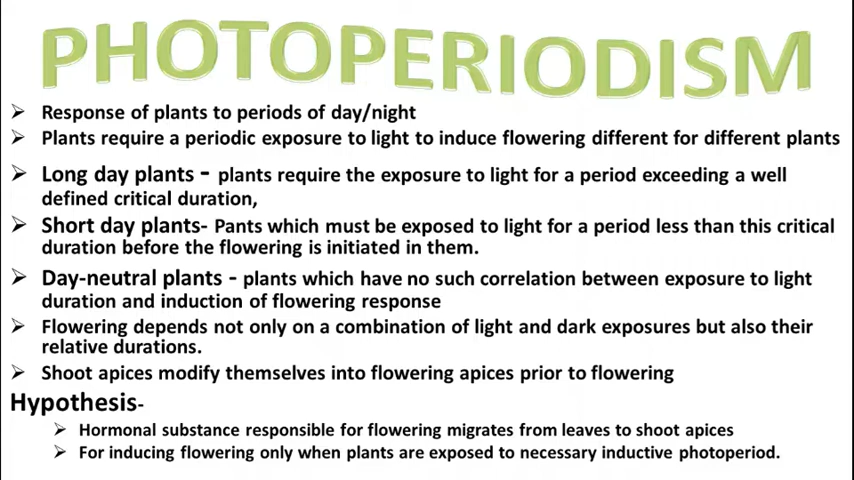 PHOTOPERIODISM
➢ Response of plants to periods of day/night
➢ Plants require a periodic exposure to light to induce flowering different for different plants
➢ Long day plants - plants require the exposure to light for a period exceeding a well
defined critical duration,
➢ Short day plants- Pants which must be exposed to light for a period less than this critical
duration before the flowering is initiated in them.
➢ Day-neutral plants - plants which have no such correlation between exposure to light
duration and induction of flowering response
➢ Flowering depends not only on a combination of light and dark exposures but also their
relative durations.
➢ Shoot apices modify themselves into flowering apices prior to flowering
Hypothesis-
➢ Hormonal substance responsible for flowering migrates from leaves to shoot apices
➢ For inducing flowering only when plants are exposed to necessary inductive photoperiod.